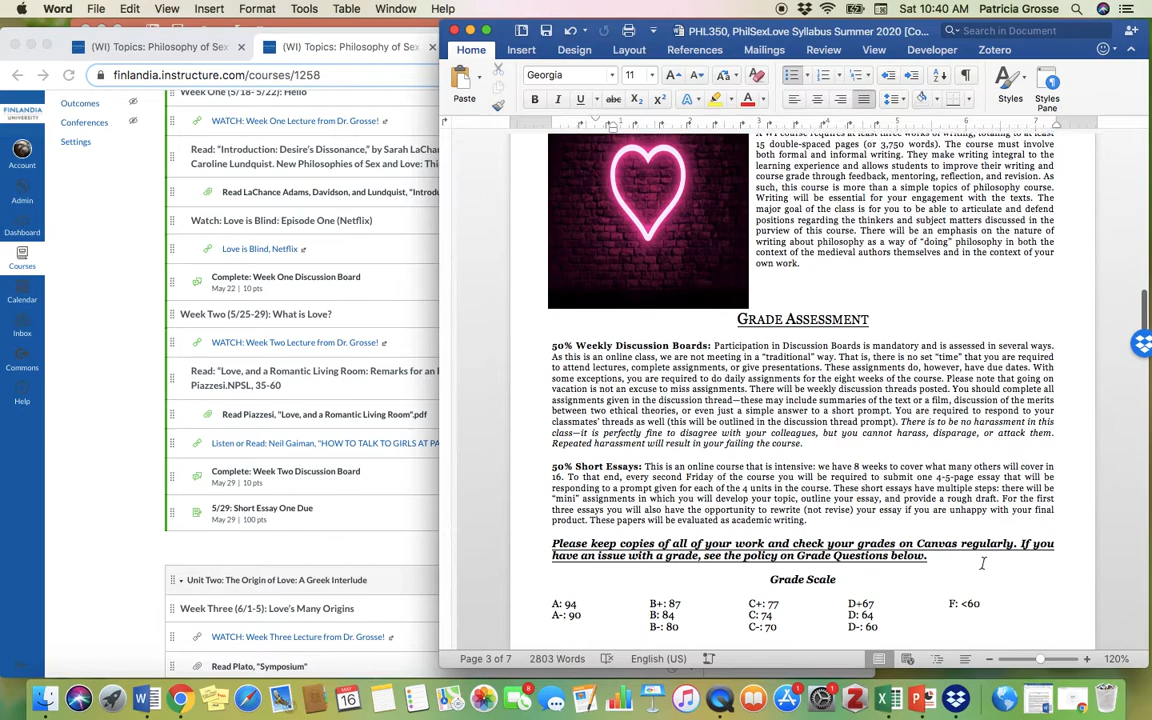 Word File Edit View Insert Format Tools Table Window Help
Sat 10:40 AM Patricia Grosse
(WI) Topics: Philosophy of Sex
(WI) Topics: Philosophy of Sex
finlandia.instructure.com/courses/1258
FINLANDIA
UNIVERSITY
Account
Admin
Dashboard
Courses
Calendar
Inbox
Commons
Help
Outcomes
Conferences
Settings
Week One (5/18- 5/22): Hello
WATCH: Week One Lecture from Dr. Grosse!
Read: "Introduction: Desire's Dissonance," by Sarah LaChan
Caroline Lundquist. New Philosophies of Sex and Love: Thi
Read LaChance Adams, Davidson, and Lundquist, "Introdu
Watch: Love is Blind: Episode One (Netflix)
Love is Blind, Netflix
Complete: Week One Discussion Board
May 22 | 10 pts
Week Two (5/25-29): What is Love?
WATCH: Week Two Lecture from Dr. Grosse!
Read: "Love, and a Romantic Living Room: Remarks for an I
Piazzesi.NPSL, 35-60
Read Piazzesi, "Love, and a Romantic Living Room".pdf
Listen or Read: Neil Gaiman, "HOW TO TALK TO GIRLS AT PA
Complete: Week Two Discussion Board
May 29 | 10 pts
5/29: Short Essay One Due
May 29 | 100 pts
Unit Two: The Origin of Love: A Greek Interlude
Week Three (6/1-5): Love's Many Origins
WATCH: Week Three Lecture from Dr. Grosse!
Read Plato, "Symposium"
PHL350, PhilSexLove Syllabus Summer 2020 [Co...
Search in Document
Home Insert Design Layout References Mailings Review View Developer Zotero
Paste
Georgia 11
Styles
Styles
Pane
1 2 3 4 5 6 7
A WI course required at least three works of writing, totaling to at least
15 double-spaced pages (or 3,750 words). The course must involve
both formal and informal writing. They make writing integral to the
learning experience and allows students to improve their writing and
course grade through feedback, mentoring, reflection, and revision. As
such, this course is more than a simple topics of philosophy course.
Writing will be essential for your engagement with the texts. The
major goal of the class is for you to be able to articulate and defend
positions regarding the thinkers and subject matters discussed in the
purview of this course. There will be an emphasis on the nature of
writing about philosophy as a way of "doing" philosophy in both the
context of the medieval authors themselves and in the context of your
own work.
GRADE ASSESSMENT
50% Weekly Discussion Boards: Participation in Discussion Boards is mandatory and is assessed in several ways.
As this is an online class, we are not meeting in a "traditional" way. That is, there is no set "time" that you are required
to attend lectures, complete assignments, or give presentations. These assignments do, however, have due dates. With
some exceptions, you are required to do daily assignments for the eight weeks of the course. Please note that going on
vacation is not an excuse to miss assignments. There will be weekly discussion threads posted. You should complete all
assignments given in the discussion thread—these may include summaries of the text or a film, discussion of the merits
between two ethical theories, or even just a simple answer to a short prompt. You are required to respond to your
classmates' threads as well (this will be outlined in the discussion thread prompt). There is to be no harassment in this
class—it is perfectly fine to disagree with your colleagues, but you cannot harass, disparage, or attack them.
Repeated harassment will result in your failing the course.
50% Short Essays: This is an online course that is intensive: we have 8 weeks to cover what many others will cover in
16. To that end, every second Friday of the course you will be required to submit one 4-5-page essay that will be
responding to a prompt given for each of the 4 units in the course. These short essays have multiple steps: there will be
"mini" assignments in which you will develop your topic, outline your essay, and provide a rough draft. For the first
three essays you will also have the opportunity to rewrite (not revise) your essay if you are unhappy with your final
product. These papers will be evaluated as academic writing.
Please keep copies of all of your work and check your grades on Canvas regularly. If you
have an issue with a grade, see the policy on Grade Questions below.
Grade Scale
A: 94 B+: 87 C+: 77 D+67 F: <60
A-: 90 B: 84 C: 74 D: 64
B-: 80 C-: 70 D-: 60
Page 3 of 7 2803 Words English (US) 120%